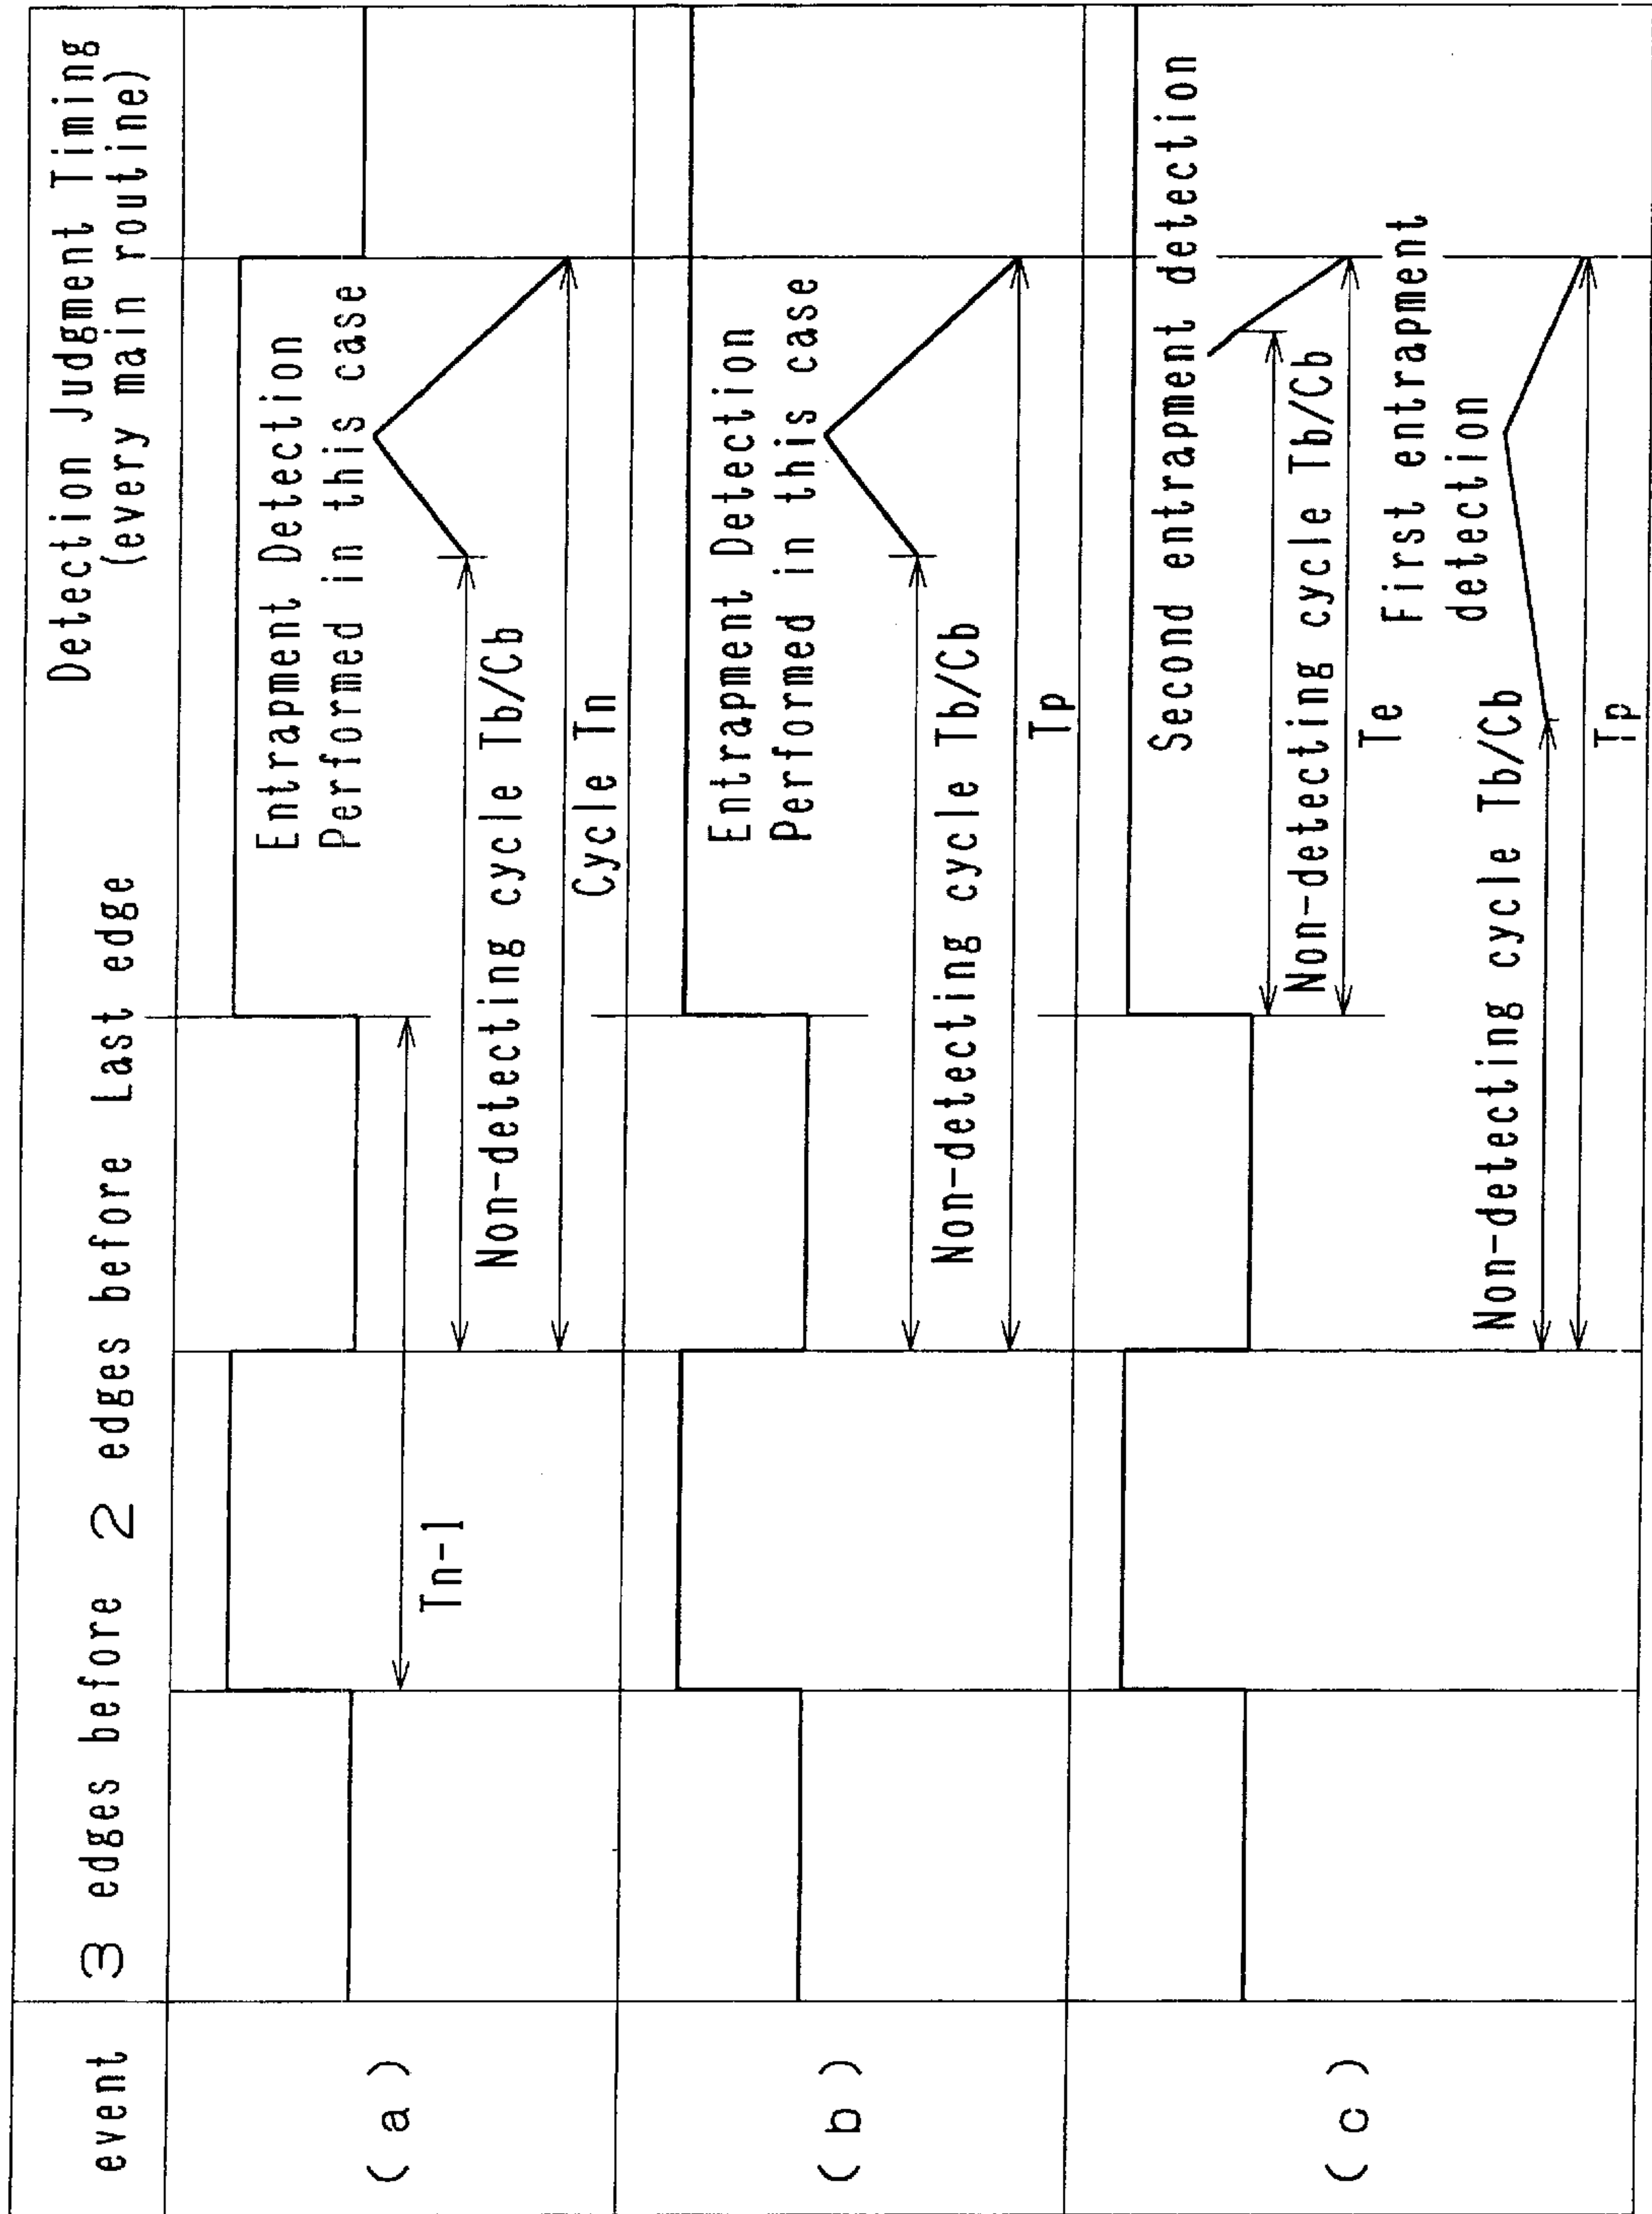 event
3 edges before
2 edges before
Last edge
Detection Judgment Timing
(every main routine)
( a )
Tn-1
Entrapment Detection
Performed in this case
Non-detecting cycle Tb/Cb
Cycle Tn
( b )
Entrapment Detection
Performed in this case
Non-detecting cycle Tb/Cb
Tp
( c )
Second entrapment detection
Non-detecting cycle Tb/Cb
Te
First entrapment
detection
Non-detecting cycle Tb/Cb
Tp